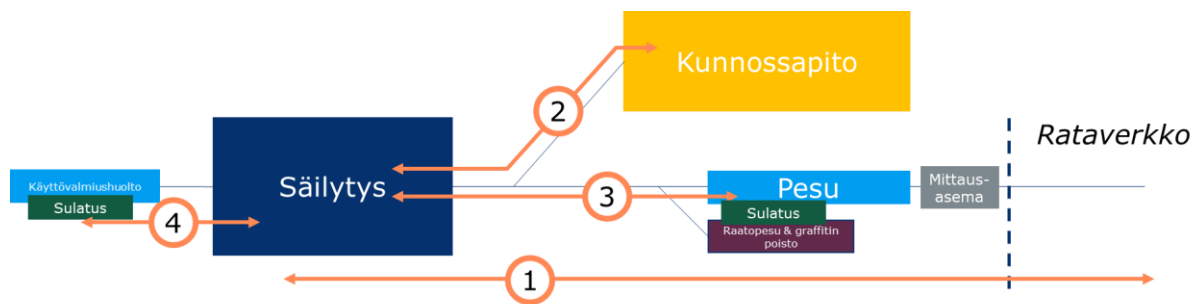 Kunnossapito
2
Rataverkko
Käyttövalmiushuolto
Sulatus
4
Säilytys
3
Pesu
Mittaus-
asema
Sulatus
Raatopesu & graffitin
poisto
1